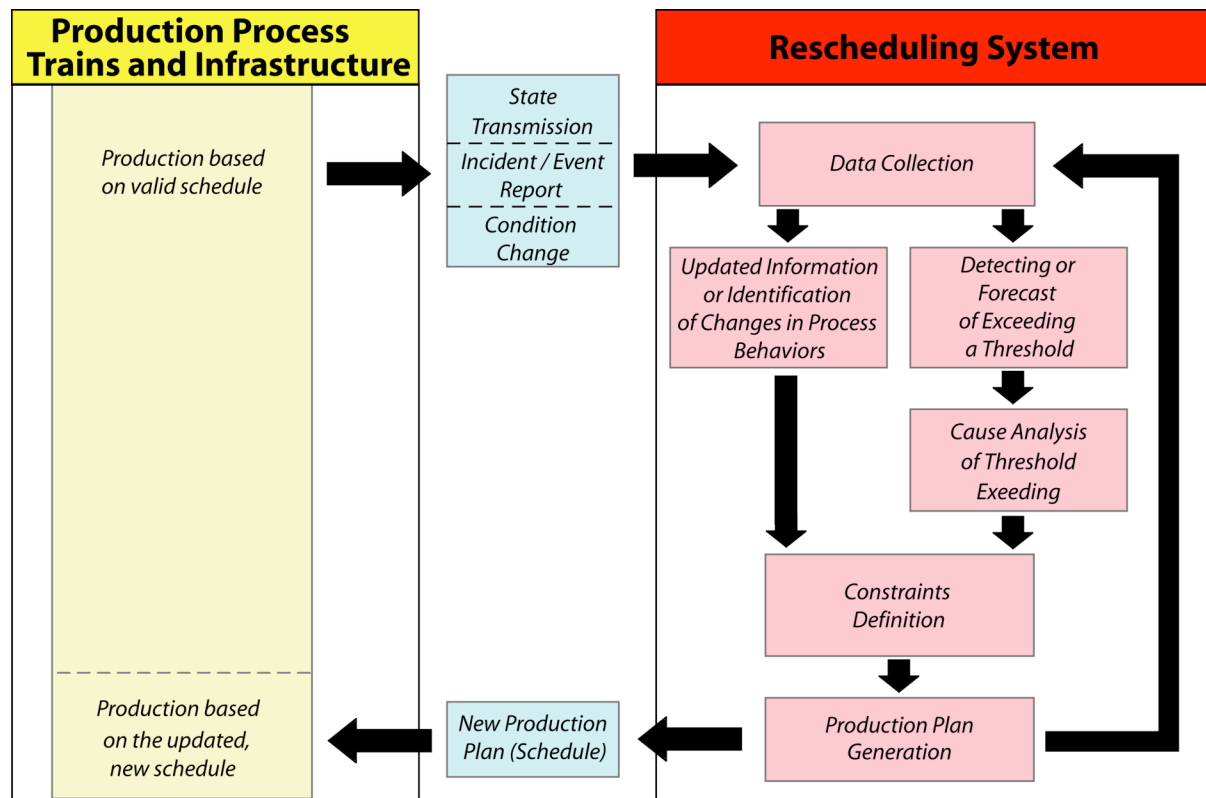 Production Process
Trains and Infrastructure
Rescheduling System
Production based
on valid schedule
State
Transmission
Incident / Event
Report
Condition
Change
Data Collection
Updated Information
or Identification
of Changes in Process
Behaviors
Detecting or
Forecast
of Exceeding
a Threshold
Cause Analysis
of Threshold
Exeeding
Constraints
Definition
Production based
on the updated,
new schedule
New Production
Plan (Schedule)
Production Plan
Generation